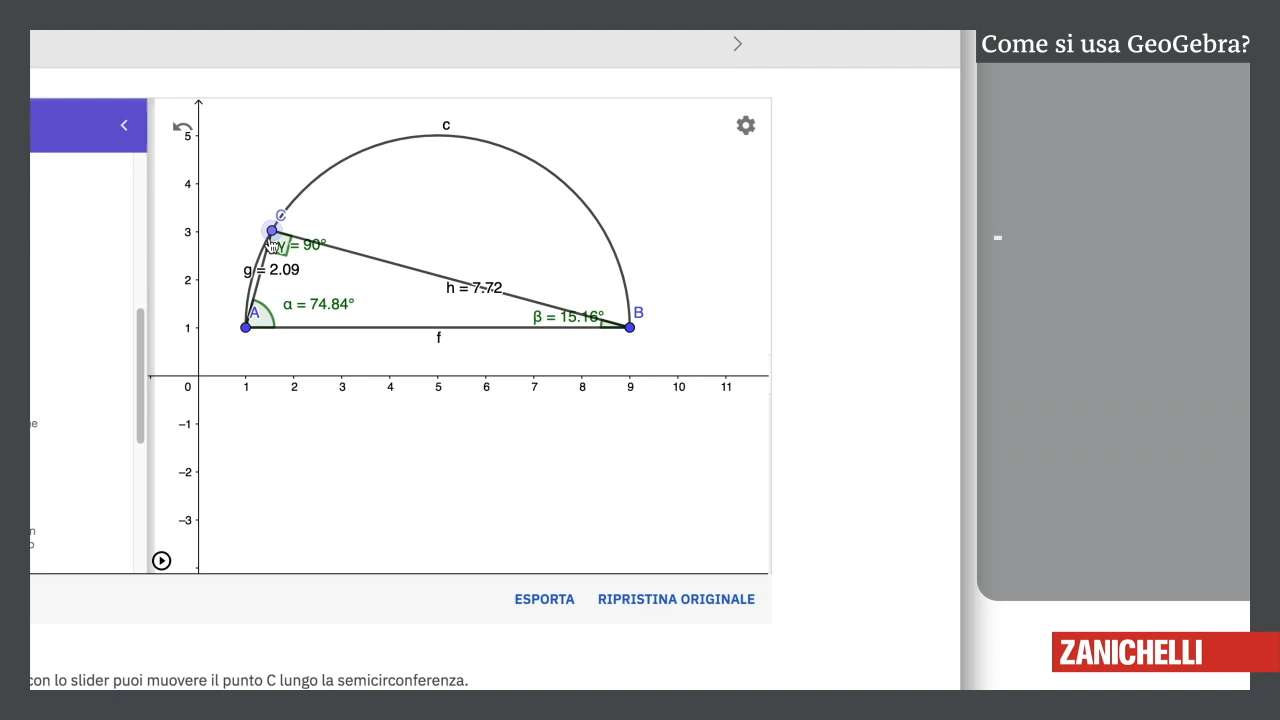 Come si usa GeoGebra?
c
5
4
C
3
γ = 90°
g = 2.09
2
h = 7.72
α = 74.84°
A
β = 15.16°
B
1
f
0 1 2 3 4 5 6 7 8 9 10 11
–1
ne
–2
–3
n
o
ESPORTA RIPRISTINA ORIGINALE
ZANICHELLI
con lo slider puoi muovere il punto C lungo la semicirconferenza.